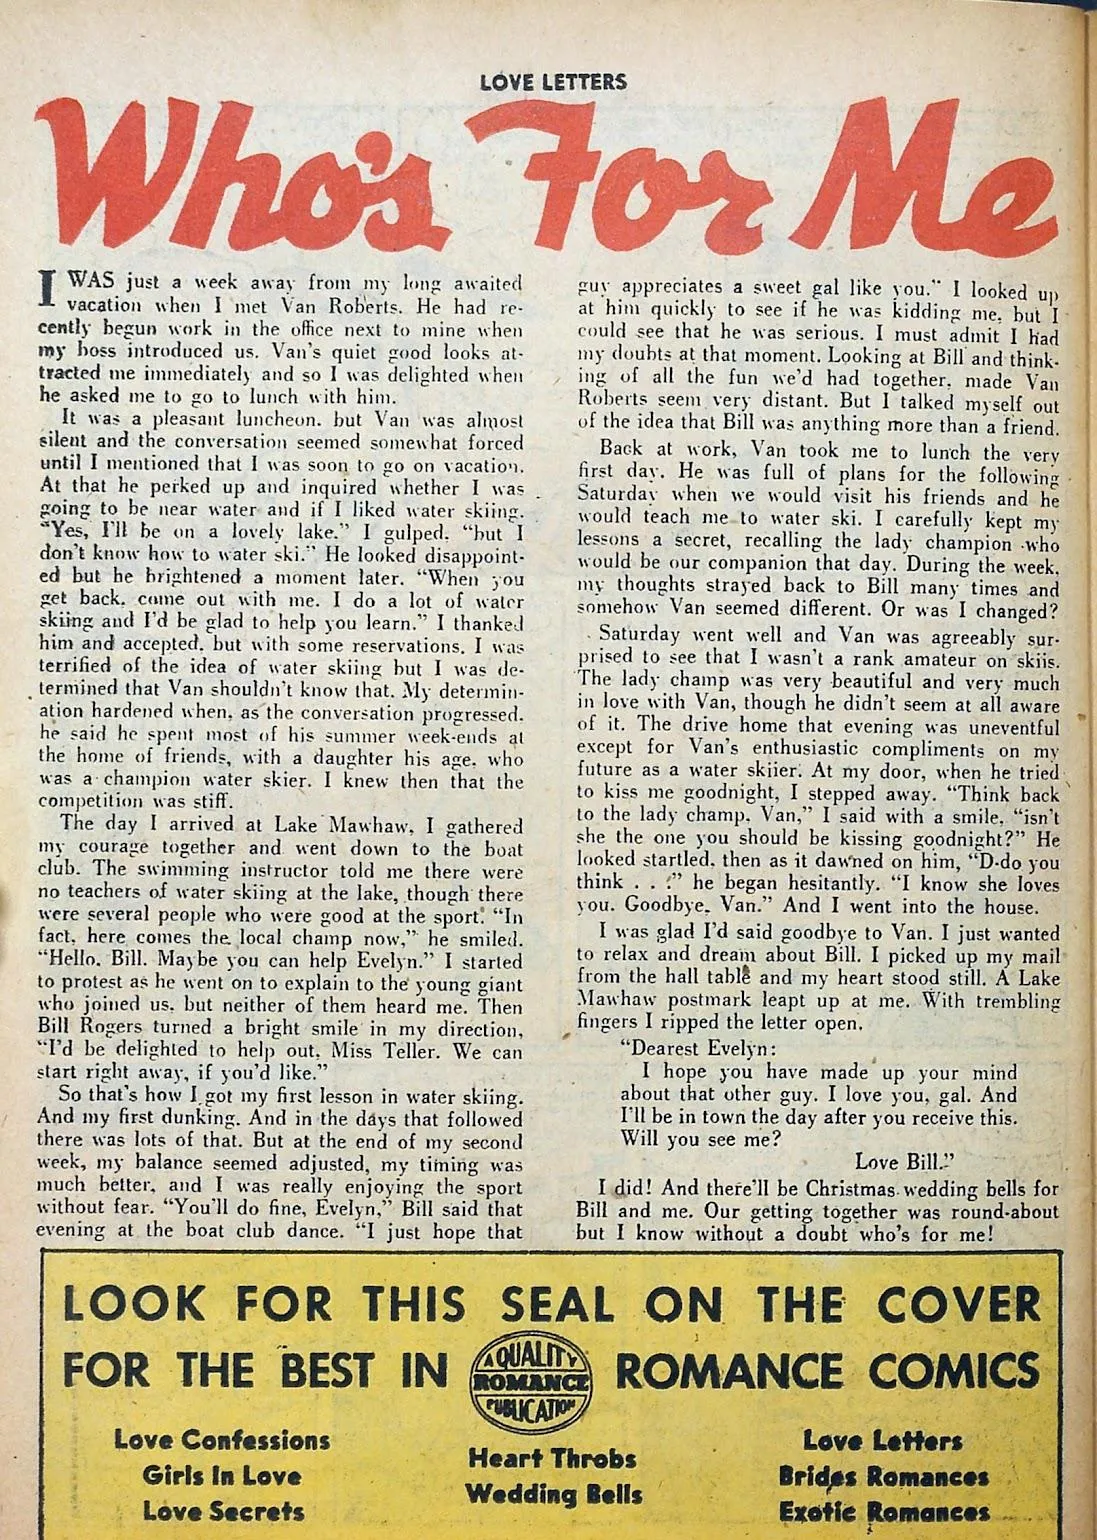 LOVE LETTERS
Who's For Me
I WAS just a week away from my long awaited
vacation when I met Van Roberts. He had re-
cently begun work in the office next to mine when
my boss introduced us. Van's quiet good looks at-
tracted me immediately and so I was delighted when
he asked me to go to lunch with him.
It was a pleasant luncheon, but Van was almost
silent and the conversation seemed somewhat forced
until I mentioned that I was soon to go on vacation.
At that he perked up and inquired whether I was
going to be near water and if I liked water skiing.
"Yes, I'll be on a lovely lake." I gulped, "but I
don't know how to water ski." He looked disappoint-
ed but he brightened a moment later. "When you
get back, come out with me. I do a lot of water
skiing and I'd be glad to help you learn." I thanked
him and accepted, but with some reservations. I was
terrified of the idea of water skiing but I was de-
termined that Van shouldn't know that. My determin-
ation hardened when, as the conversation progressed,
he said he spent most of his summer week-ends at
the home of friends, with a daughter his age, who
was a champion water skier. I knew then that the
competition was stiff.
The day I arrived at Lake Mawhaw, I gathered
my courage together and went down to the boat
club. The swimming instructor told me there were
no teachers of water skiing at the lake, though there
were several people who were good at the sport. "In
fact, here comes the local champ now," he smiled.
"Hello, Bill. Maybe you can help Evelyn." I started
to protest as he went on to explain to the young giant
who joined us, but neither of them heard me. Then
Bill Rogers turned a bright smile in my direction,
"I'd be delighted to help out, Miss Teller. We can
start right away, if you'd like."
So that's how I got my first lesson in water skiing.
And my first dunking. And in the days that followed
there was lots of that. But at the end of my second
week, my balance seemed adjusted, my timing was
much better, and I was really enjoying the sport
without fear. "You'll do fine, Evelyn," Bill said that
evening at the boat club dance. "I just hope that
guy appreciates a sweet gal like you." I looked up
at him quickly to see if he was kidding me, but I
could see that he was serious. I must admit I had
my doubts at that moment. Looking at Bill and think-
ing of all the fun we'd had together, made Van
Roberts seem very distant. But I talked myself out
of the idea that Bill was anything more than a friend.
Back at work, Van took me to lunch the very
first day. He was full of plans for the following
Saturday when we would visit his friends and he
would teach me to water ski. I carefully kept my
lessons a secret, recalling the lady champion who
would be our companion that day. During the week,
my thoughts strayed back to Bill many times and
somehow Van seemed different. Or was I changed?
Saturday went well and Van was agreeably sur-
prised to see that I wasn't a rank amateur on skiis.
The lady champ was very beautiful and very much
in love with Van, though he didn't seem at all aware
of it. The drive home that evening was uneventful
except for Van's enthusiastic compliments on my
future as a water skiier. At my door, when he tried
to kiss me goodnight, I stepped away. "Think back
to the lady champ, Van," I said with a smile, "isn't
she the one you should be kissing goodnight?" He
looked startled, then as it dawned on him, "D-do you
think . . ." he began hesitantly. "I know she loves
you. Goodbye, Van." And I went into the house.
I was glad I'd said goodbye to Van. I just wanted
to relax and dream about Bill. I picked up my mail
from the hall table and my heart stood still. A Lake
Mawhaw postmark leapt up at me. With trembling
fingers I ripped the letter open.
"Dearest Evelyn:
I hope you have made up your mind
about that other guy. I love you, gal. And
I'll be in town the day after you receive this.
Will you see me?
Love Bill."
I did! And there'll be Christmas wedding bells for
Bill and me. Our getting together was round-about
but I know without a doubt who's for me!
LOOK FOR THIS SEAL ON THE COVER
FOR THE BEST IN ROMANCE COMICS
A QUALITY
ROMANCE
PUBLICATION
Love Confessions
Girls In Love
Love Secrets
Heart Throbs
Wedding Bells
Love Letters
Brides Romances
Exotic Romances